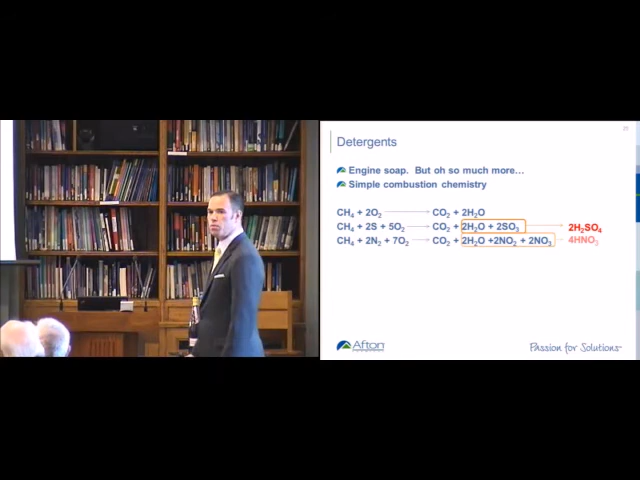 Detergents
Engine soap. But oh so much more...
Simple combustion chemistry
CH₄ + 2O₂ → CO₂ + 2H₂O
CH₄ + 2S + 5O₂ → CO₂ + 2H₂O + 2SO₃ → 2H₂SO₄
CH₄ + 2N₂ + 7O₂ → CO₂ + 2H₂O +2NO₂ + 2NO₃ → 4HNO₃
Afton
Passion for Solutions